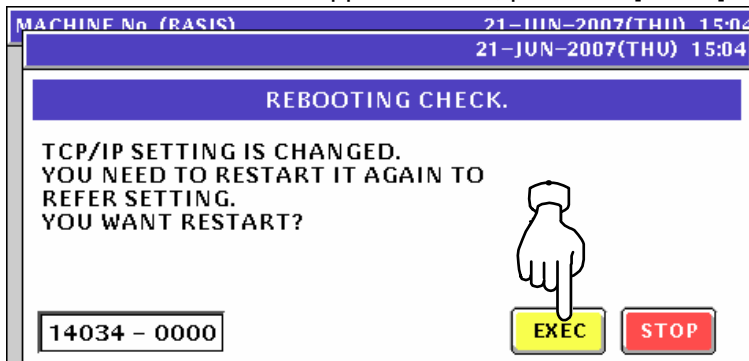 MACHINE No (RASIS) 21-JUN-2007(THU) 15:04
21-JUN-2007(THU) 15:04
REBOOTING CHECK.
TCP/IP SETTING IS CHANGED.
YOU NEED TO RESTART IT AGAIN TO
REFER SETTING.
YOU WANT RESTART?
14034 - 0000 EXEC STOP